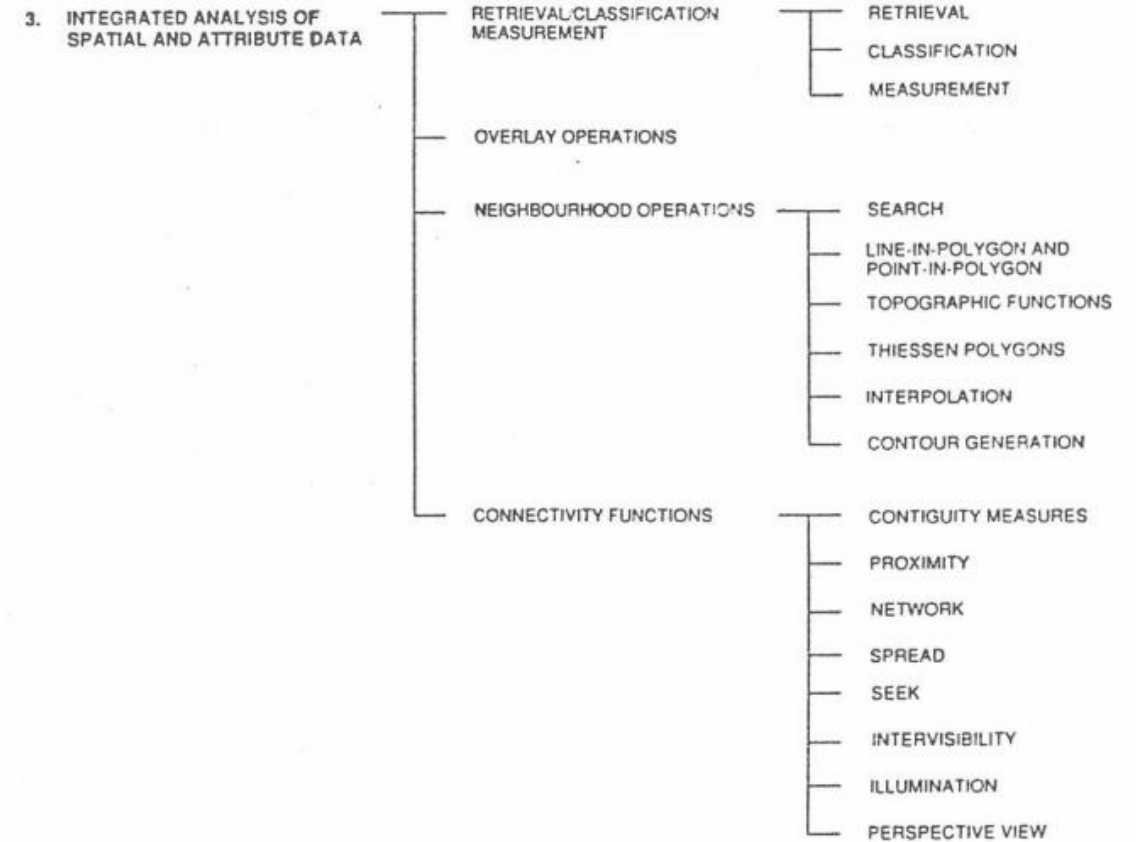 3. INTEGRATED ANALYSIS OF
SPATIAL AND ATTRIBUTE DATA
RETRIEVAL/CLASSIFICATION
MEASUREMENT
RETRIEVAL
CLASSIFICATION
MEASUREMENT
OVERLAY OPERATIONS
NEIGHBOURHOOD OPERATIONS
SEARCH
LINE-IN-POLYGON AND
POINT-IN-POLYGON
TOPOGRAPHIC FUNCTIONS
THIESSEN POLYGONS
INTERPOLATION
CONTOUR GENERATION
CONNECTIVITY FUNCTIONS
CONTIGUITY MEASURES
PROXIMITY
NETWORK
SPREAD
SEEK
INTERVISIBILITY
ILLUMINATION
PERSPECTIVE VIEW